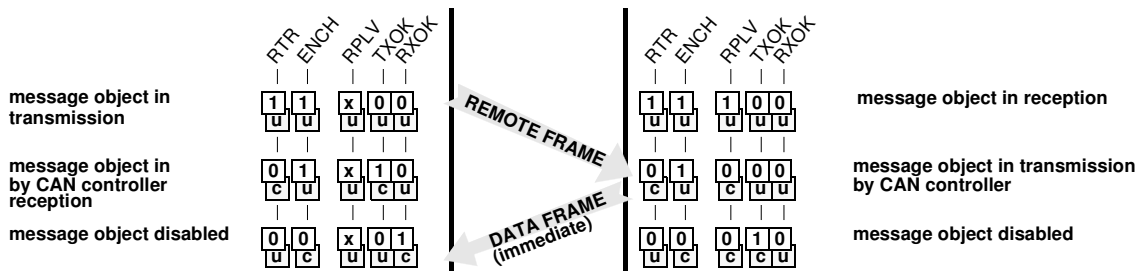 RTR ENCH RPLV TXOK RXOK RTR ENCH RPLV TXOK RXOK
message object in
transmission
1 1 x 0 0
u u u u u
REMOTE FRAME
1 1 1 0 0
u u u u u
message object in reception
message object in
by CAN controller
reception
0 1 x 1 0
c u u c u
0 1 0 0 0
c u c u u
message object in transmission
by CAN controller
DATA FRAME
(immediate)
message object disabled
0 0 x 0 1
u c u u c
0 0 0 1 0
u c c c u
message object disabled